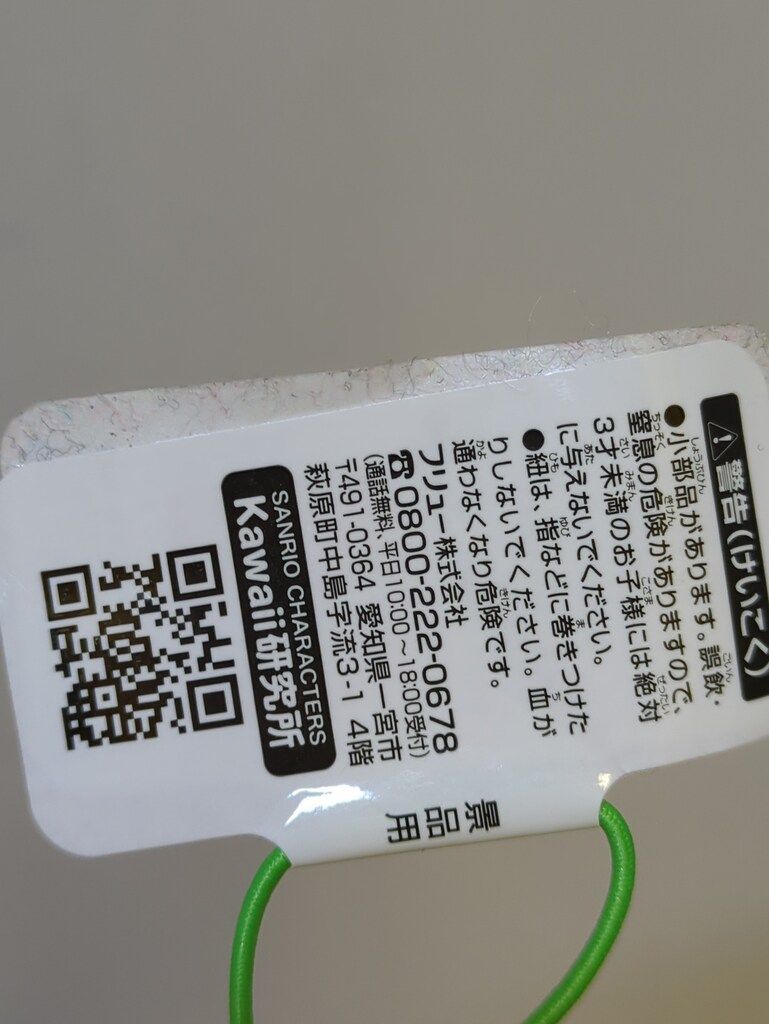 警告(けいこく)
●小部品があります。誤飲・
窒息の危険がありますので、
3才未満のお子様には絶対
に与えないでください。
●紐は、指などに巻きつけた
りしないでください。血が
通わなくなり危険です。
フリュー株式会社
☎0800-222-0678
(通話無料、平日10:00～18:00受付)
〒491-0364 愛知県一宮市
萩原町中島字流3-1 4階
SANRIO CHARACTERS
Kawaii研究所
景品用